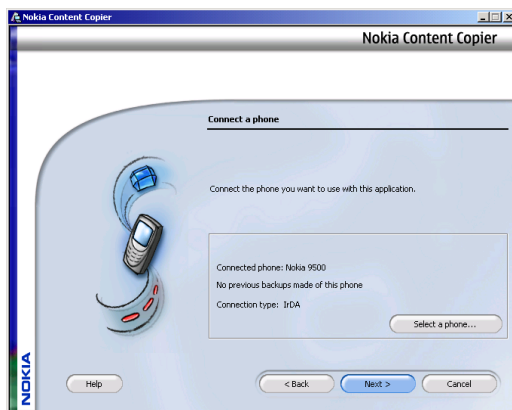 Nokia Content Copier
Nokia Content Copier
Connect a phone
Connect the phone you want to use with this application.
Connected phone: Nokia 9500
No previous backups made of this phone
Connection type: IrDA
Select a phone...
NOKIA
Help
< Back
Next >
Cancel